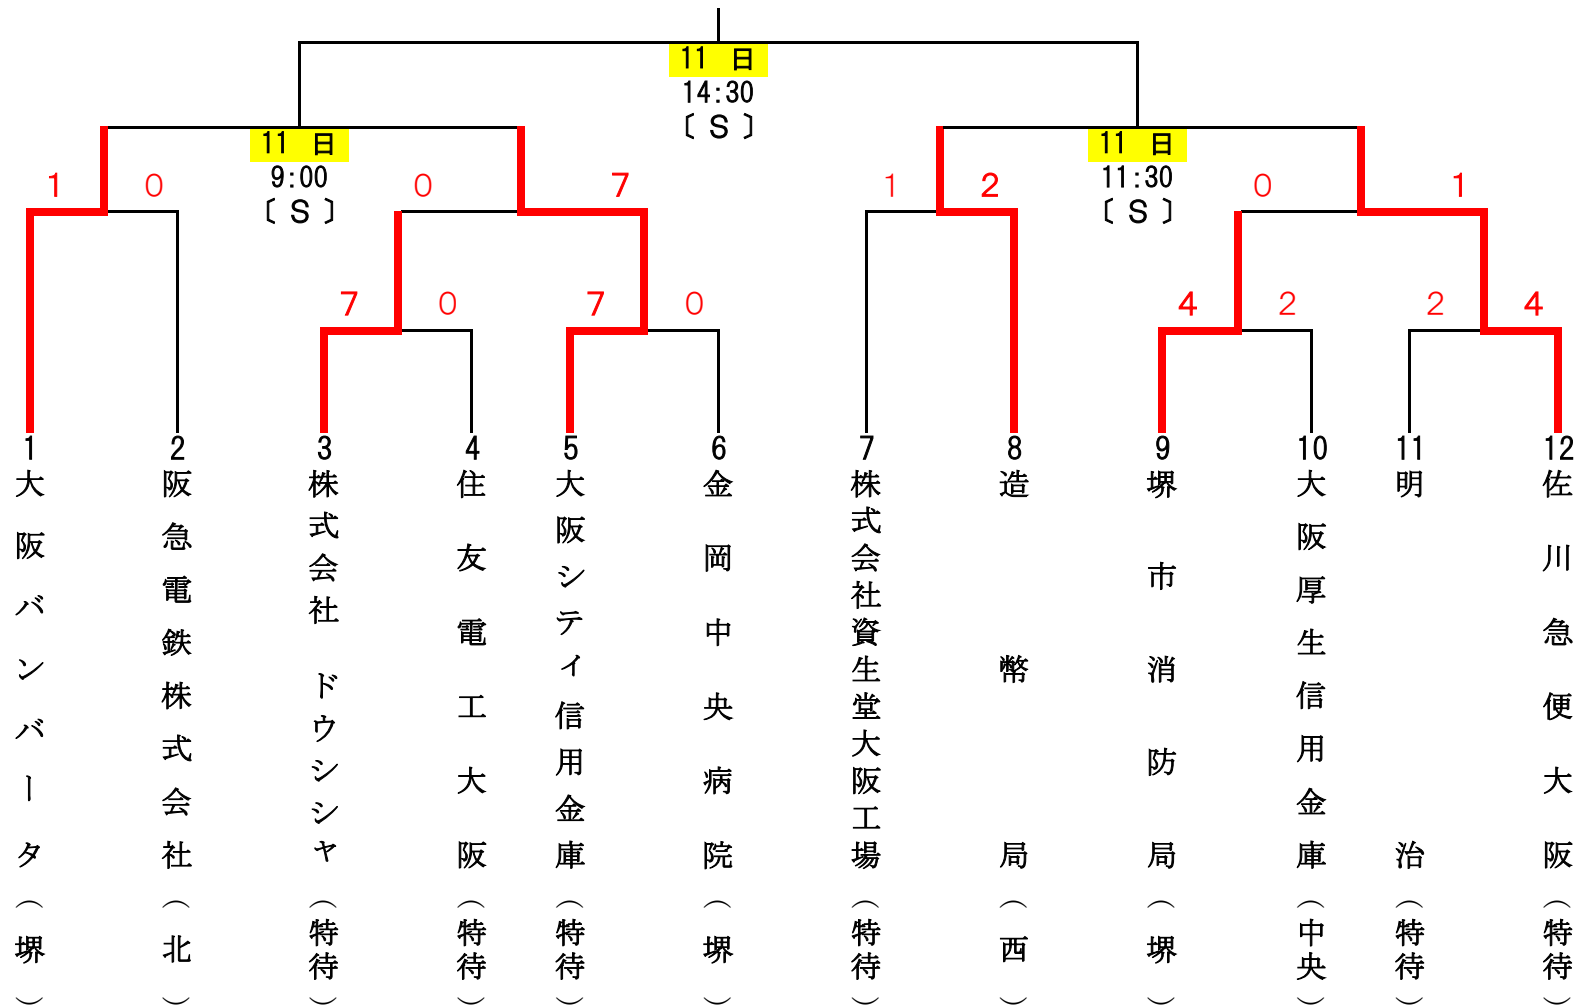 11 日
14:30
〔 S 〕
11 日
9:00
〔 S 〕
11 日
11:30
〔 S 〕
1 0 0 7 1 2 0 1
7 0 7 0 4 2 2 4
1 2 3 4 5 6 7 8 9 10 11 12
大阪バンバータ(堺)
阪急電鉄株式会社(北)
株式会社 ドウシシャ(特待)
住友電工大阪(特待)
大阪シティ信用金庫(特待)
金岡中央病院(堺)
株式会社資生堂大阪工場(特待)
造幣局(西)
堺市消防局(堺)
大阪厚生信用金庫(中央)
明治(特待)
佐川急便大阪(特待)